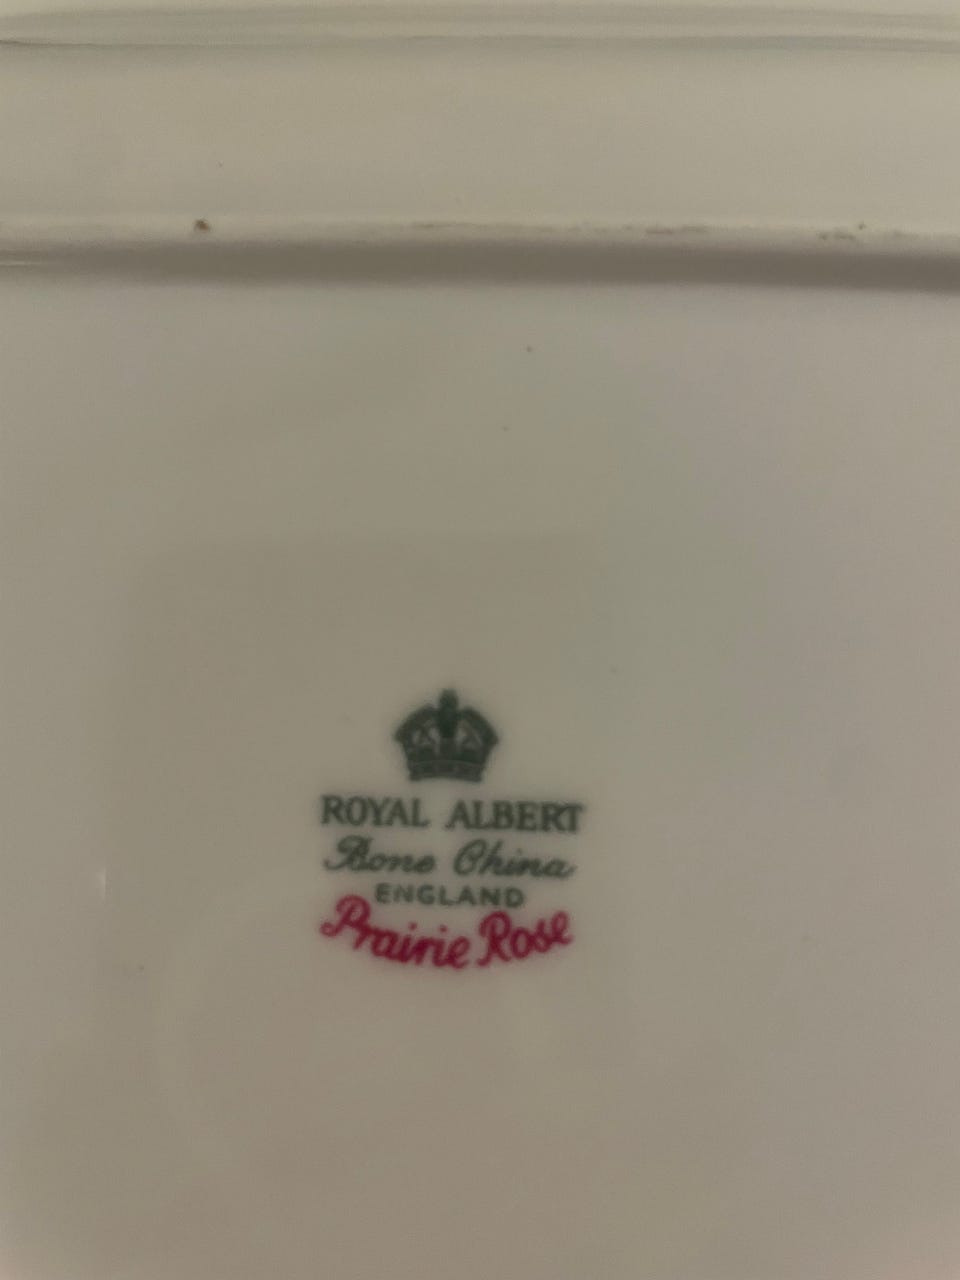 ROYAL ALBERT
Bone China
ENGLAND
Prairie Rose